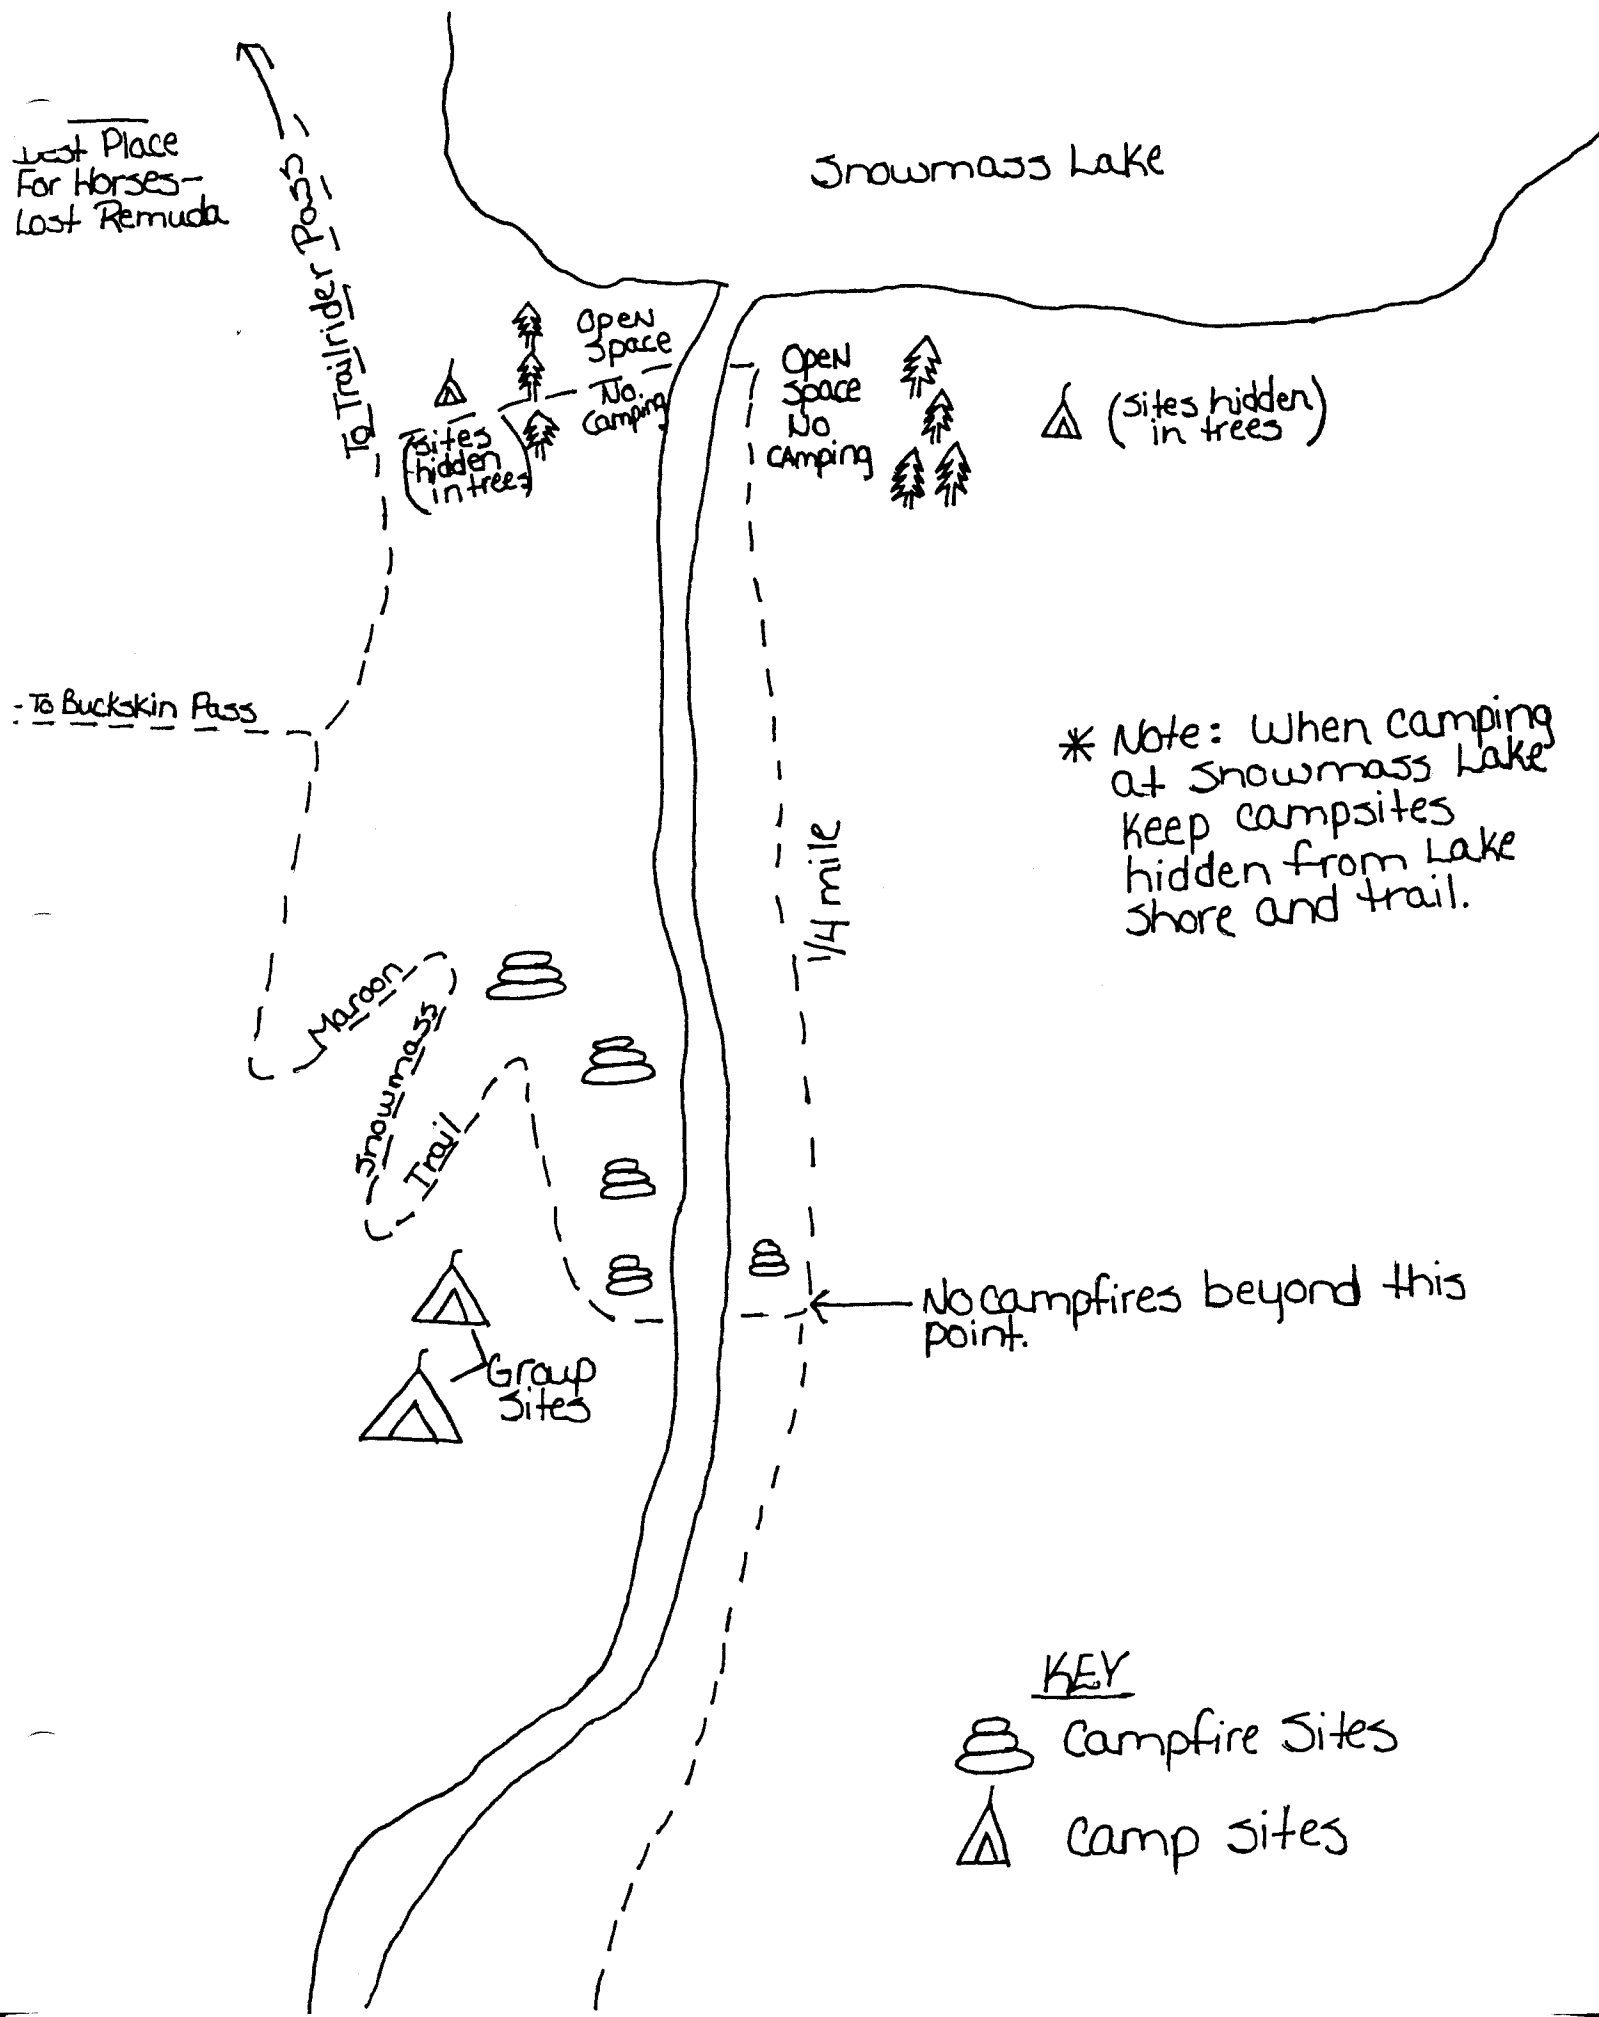 Place
For Horses-
Lost Remuda
To Trailrider Pass
Snowmass Lake
Open
Space
No
Camping
(sites
hidden
in trees)
Open
Space
No
Camping
(sites hidden
in trees)
- To Buckskin Pass
* Note: When camping
at Snowmass Lake
keep campsites
hidden from Lake
shore and trail.
1/4 mile
Maroon
Snowmass
Trail
No campfires beyond this
point.
Group
Sites
KEY
Campfire Sites
Camp sites